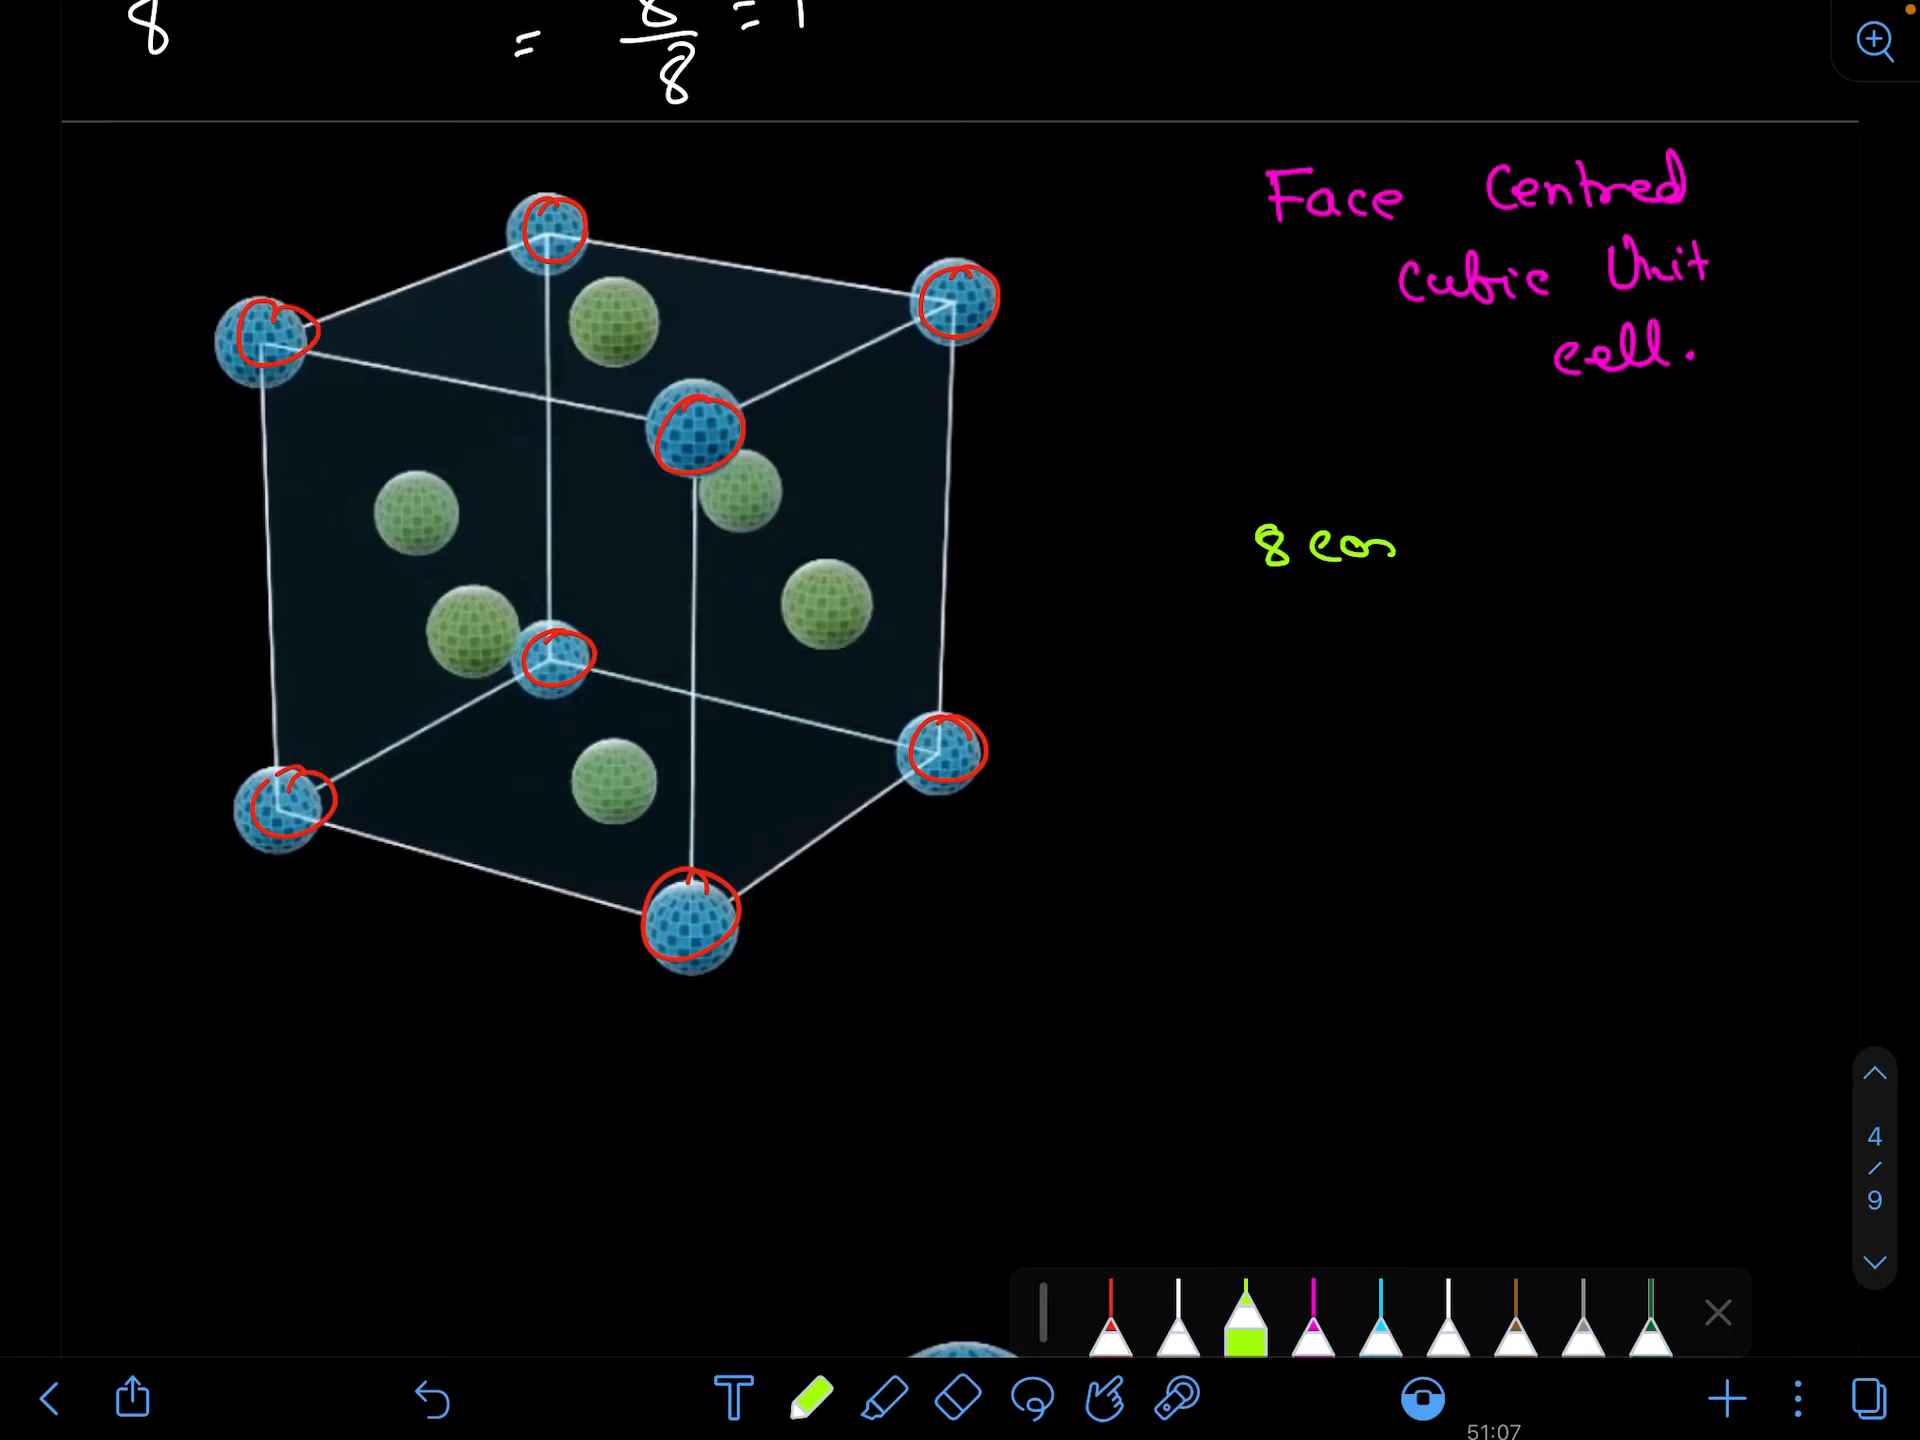 8 = 8/8 = 1
Face Centred
Cubic Unit
cell.
8 cor
4
/
9
T
51:07